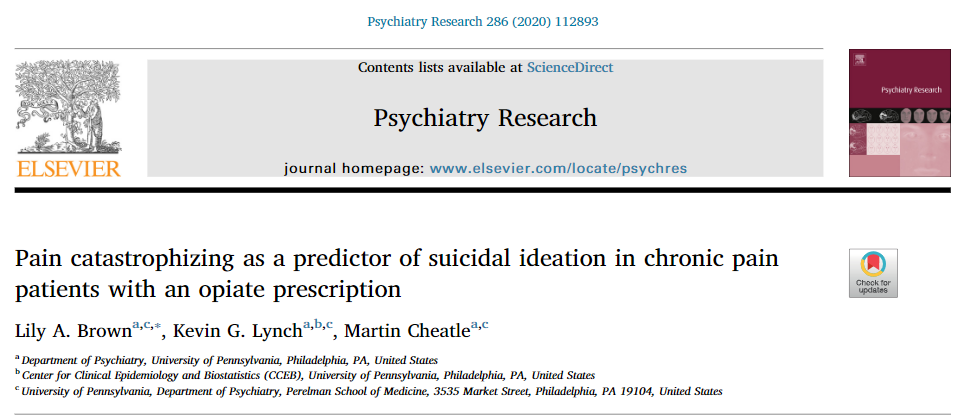 Psychiatry Research 286 (2020) 112893
Contents lists available at ScienceDirect
Psychiatry Research
journal homepage: www.elsevier.com/locate/psychres
ELSEVIER
Psychiatry Research
Pain catastrophizing as a predictor of suicidal ideation in chronic pain
patients with an opiate prescription
Check for
updates
Lily A. Brown a,c,*, Kevin G. Lynch a,b,c, Martin Cheatle a,c
a Department of Psychiatry, University of Pennsylvania, Philadelphia, PA, United States
b Center for Clinical Epidemiology and Biostatistics (CCEB), University of Pennsylvania, Philadelphia, PA, United States
c University of Pennsylvania, Department of Psychiatry, Perelman School of Medicine, 3535 Market Street, Philadelphia, PA 19104, United States